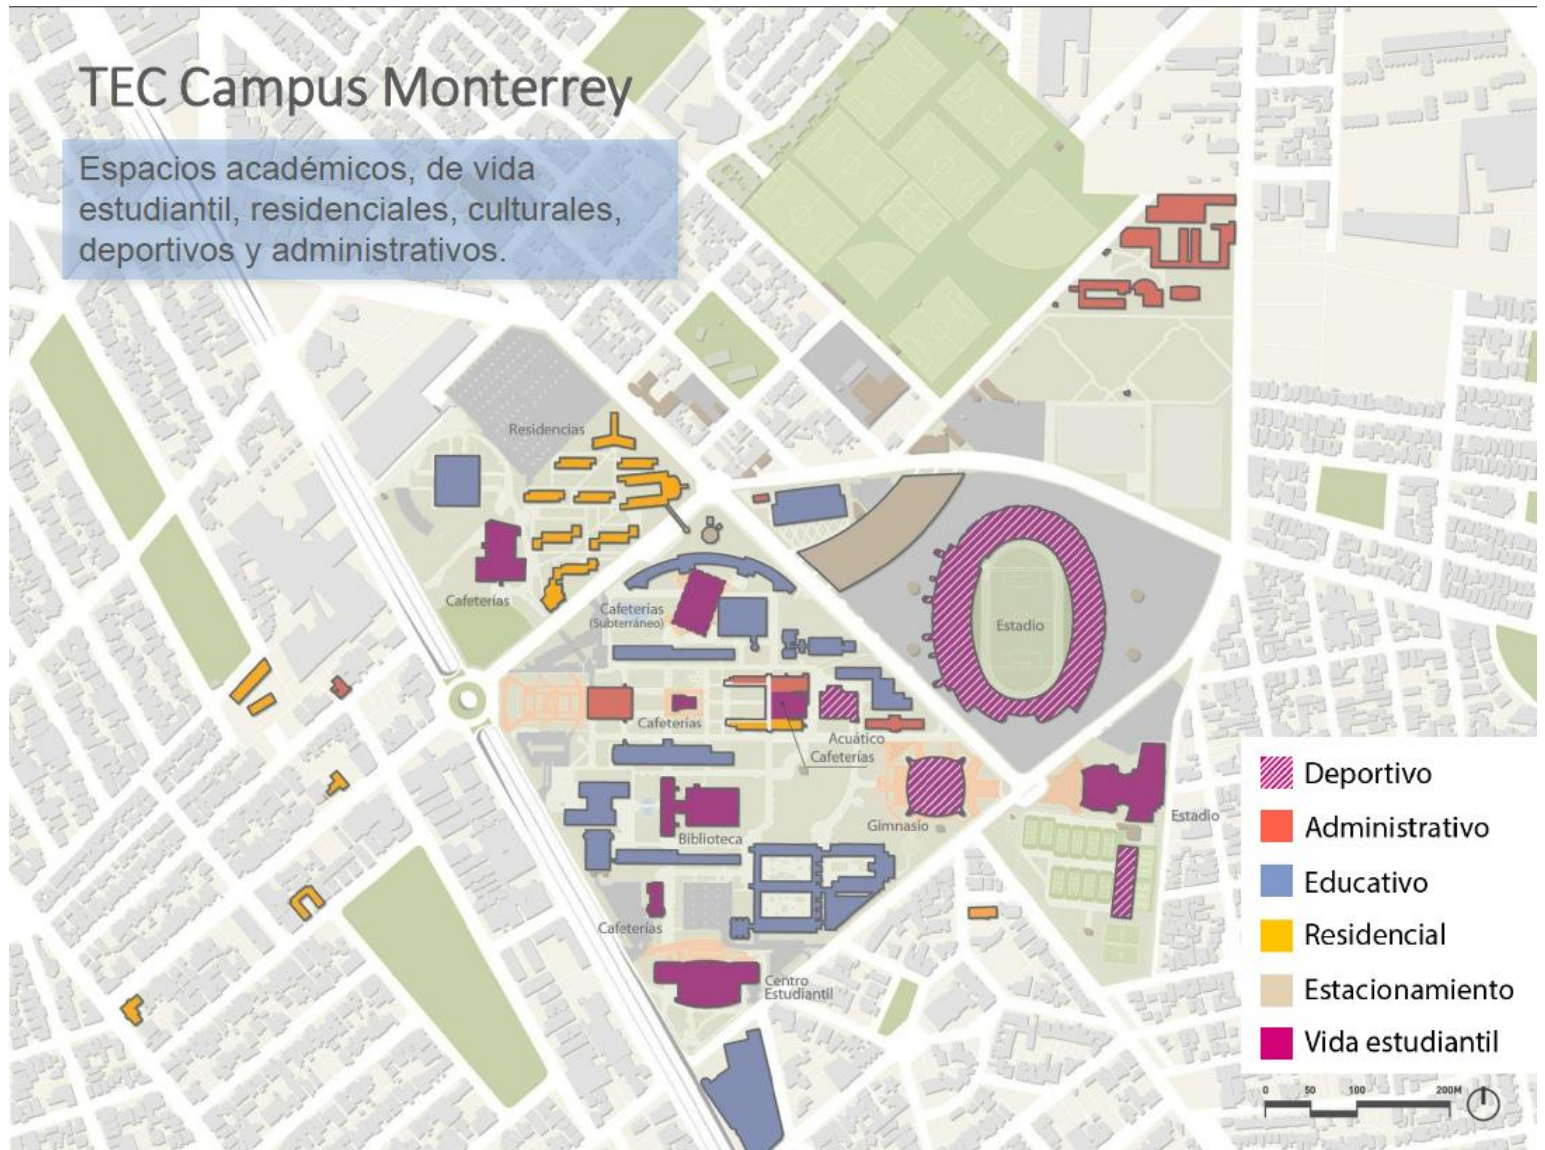 TEC Campus Monterrey
Espacios académicos, de vida
estudiantil, residenciales, culturales,
deportivos y administrativos.
Residencias
Cafeterías
Cafeterías
(Subterráneo)
Estadio
Cafeterías
Acuático
Cafeterías
Biblioteca
Gimnasio
Estadio
Cafeterías
Centro
Estudiantil
Deportivo
Administrativo
Educativo
Residencial
Estacionamiento
Vida estudiantil
0 50 100 200M